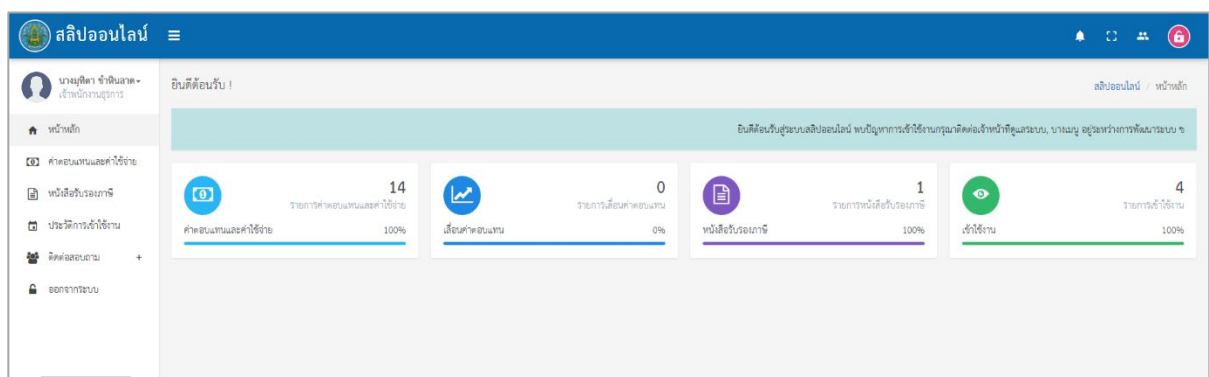 สลิปออนไลน์
นางมุทิตา ชำพินลาด
เจ้าพนักงานธุรการ
ยินดีต้อนรับ !
สลิปออนไลน์ / หน้าหลัก
หน้าหลัก
ค่าตอบแทนและค่าใช้จ่าย
หนังสือรับรองภาษี
ประวัติการเข้าใช้งาน
ติดต่อสอบถาม +
ออกจากระบบ
ยินดีต้อนรับสู่ระบบสลิปออนไลน์ พบปัญหาการเข้าใช้งานกรุณาติดต่อเจ้าหน้าที่ดูแลระบบ, บางเมนู อยู่ระหว่างการพัฒนาระบบ ข
14
รายการค่าตอบแทนและค่าใช้จ่าย
ค่าตอบแทนและค่าใช้จ่าย 100%
0
รายการเลื่อนค่าตอบแทน
เลื่อนค่าตอบแทน 0%
1
รายการหนังสือรับรองภาษี
หนังสือรับรองภาษี 100%
4
รายการเข้าใช้งาน
เข้าใช้งาน 100%